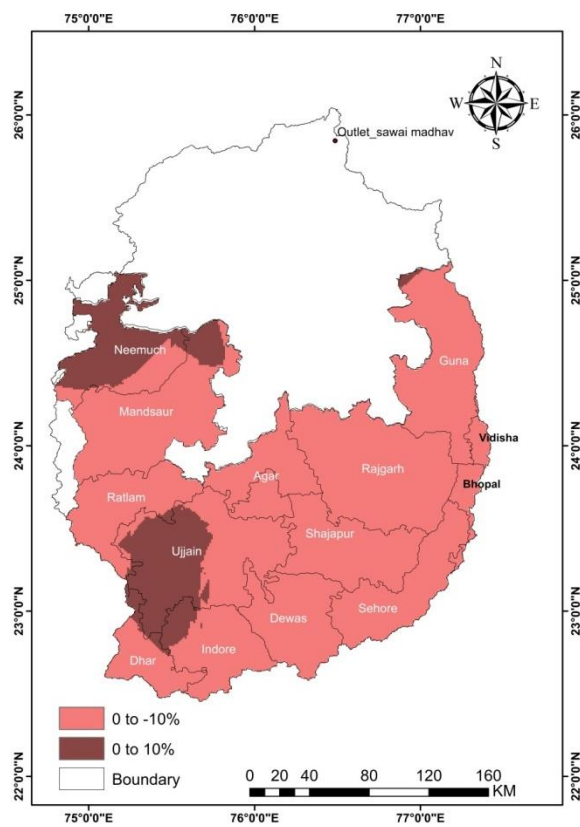 75°0'0"E 76°0'0"E 77°0'0"E
N
W E
S
26°0'0"N 26°0'0"N
Outlet_sawai madhav
25°0'0"N 25°0'0"N
Neemuch
Guna
Mandsaur
24°0'0"N 24°0'0"N
Vidisha
Agar
Rajgarh
Bhopal
Ratlam
Shajapur
Ujjain
23°0'0"N 23°0'0"N
Sehore
Dewas
Indore
Dhar
0 to -10%
0 to 10%
Boundary
22°0'0"N 22°0'0"N
0 20 40 80 120 160
KM
75°0'0"E 76°0'0"E 77°0'0"E